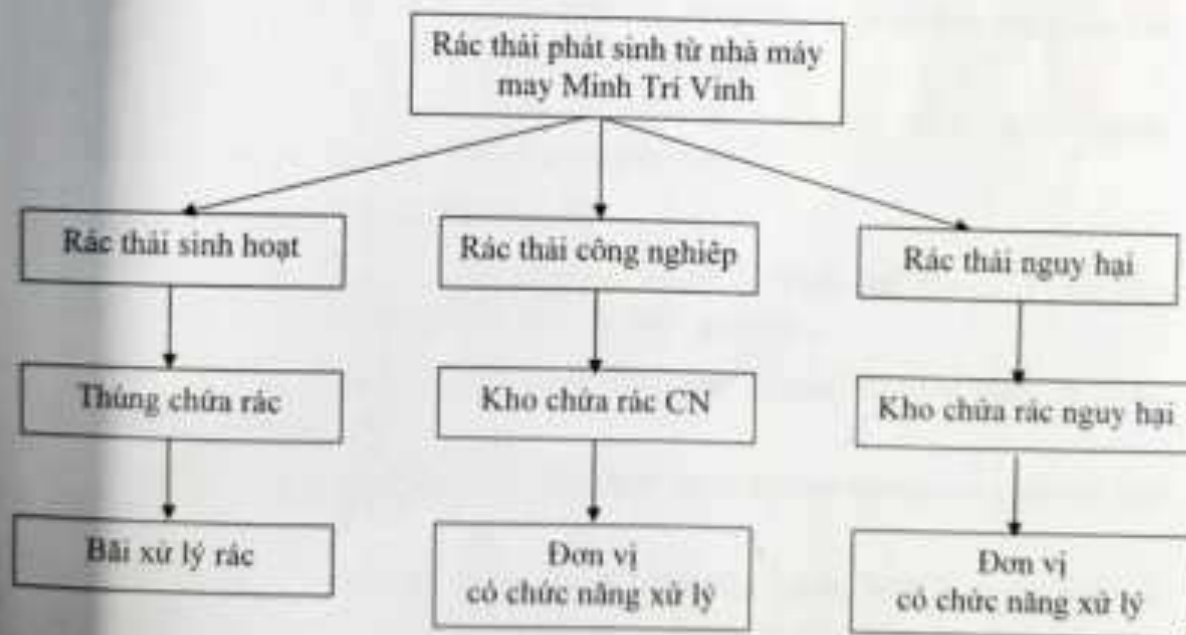 Rác thải phát sinh từ nhà máy
may Minh Trí Vinh
Rác thải sinh hoạt
Rác thải công nghiêp
Rác thải nguy hại
Thùng chứa rác
Kho chứa rác CN
Kho chứa rác nguy hại
Bãi xử lý rác
Đơn vị
có chức năng xử lý
Đơn vị
có chức năng xử lý